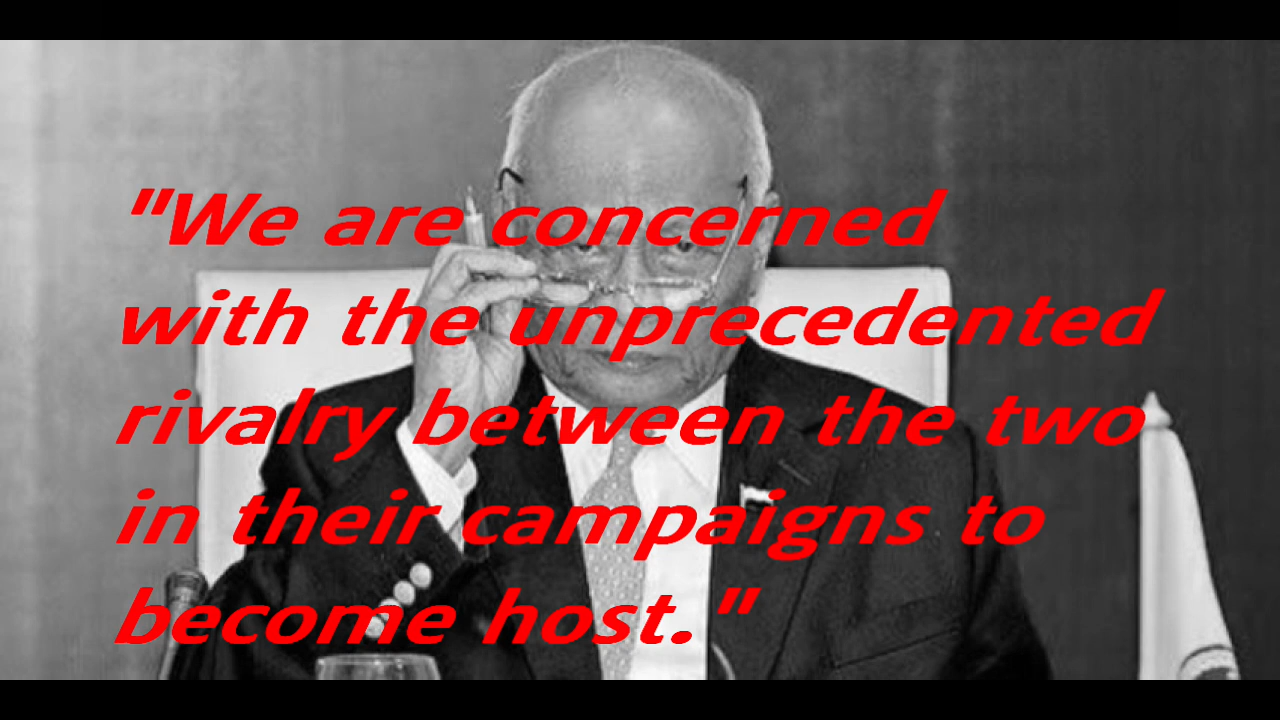 "We are concerned
with the unprecedented
rivalry between the two
in their campaigns to
become host."